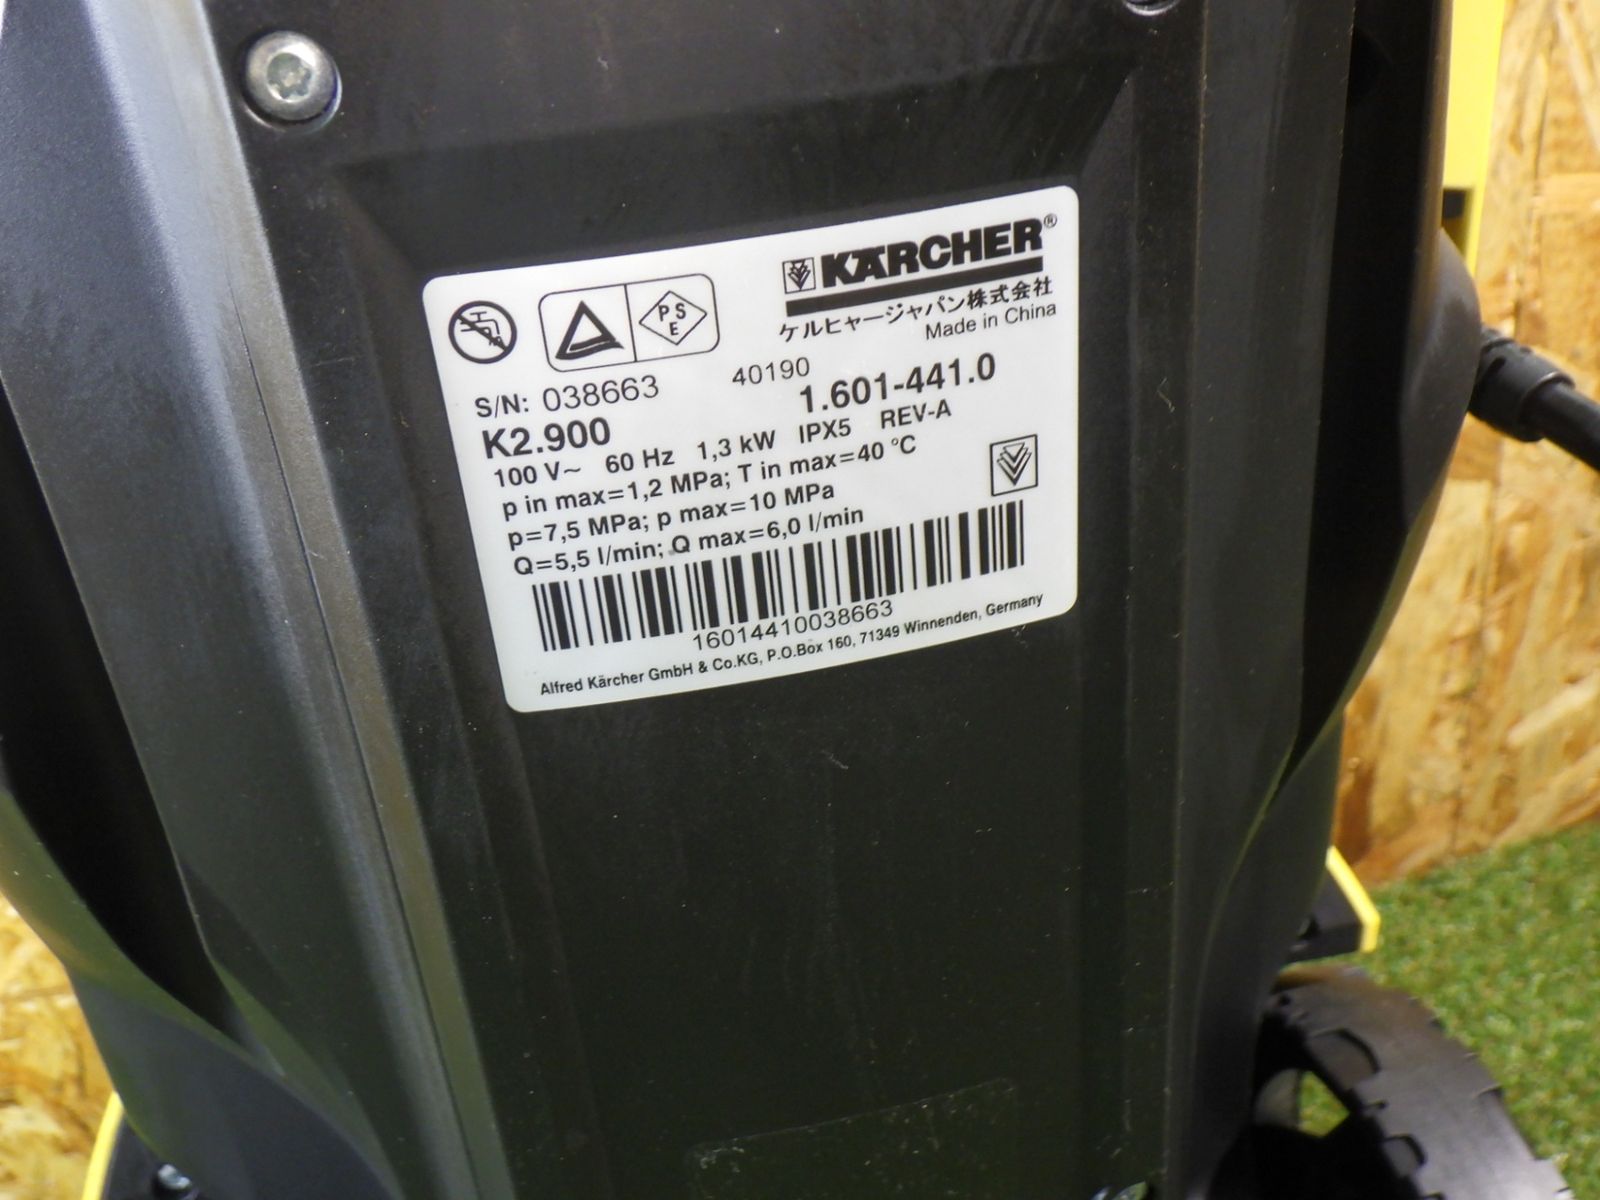 KÄRCHER®
ケルヒャージャパン株式会社
Made in China
PS
E
S/N: 038663 40190
K2.900 1.601-441.0
100 V~ 60 Hz 1,3 kW IPX5 REV-A
p in max=1,2 MPa; T in max=40 °C
p=7,5 MPa; p max=10 MPa
Q=5,5 l/min; Q max=6,0 l/min
16014410038663
Alfred Kärcher GmbH & Co.KG, P.O.Box 160, 71349 Winnenden, Germany